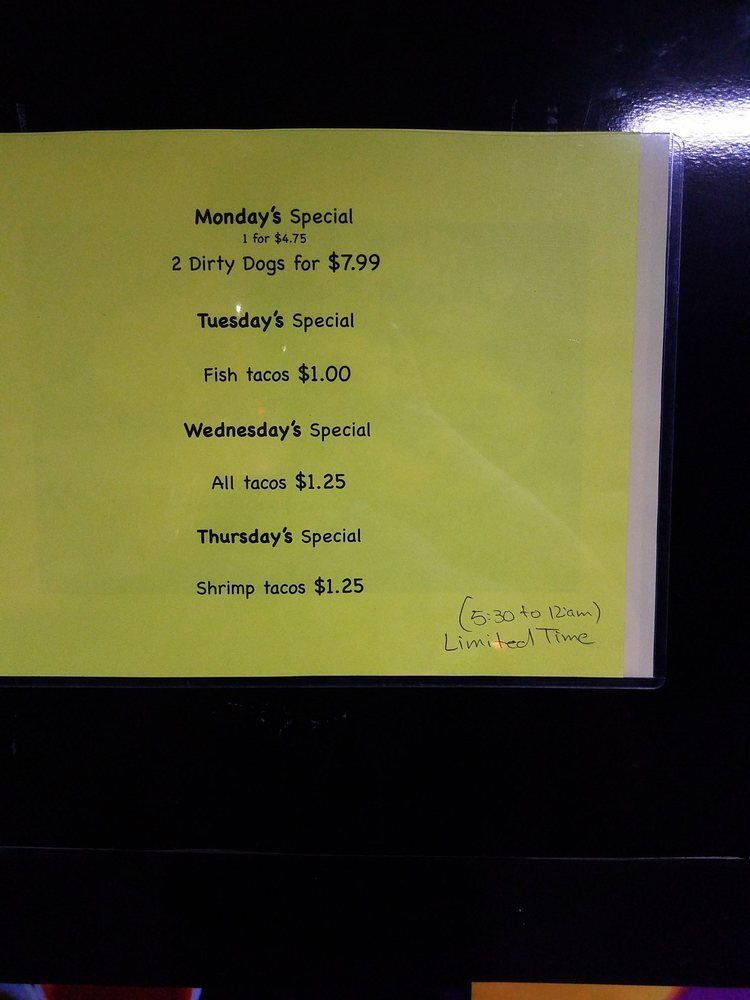 Monday's Special
1 for $4.75
2 Dirty Dogs for $7.99
Tuesday's Special
Fish tacos $1.00
Wednesday's Special
All tacos $1.25
Thursday's Special
Shrimp tacos $1.25
(5:30 to 12am)
Limited Time